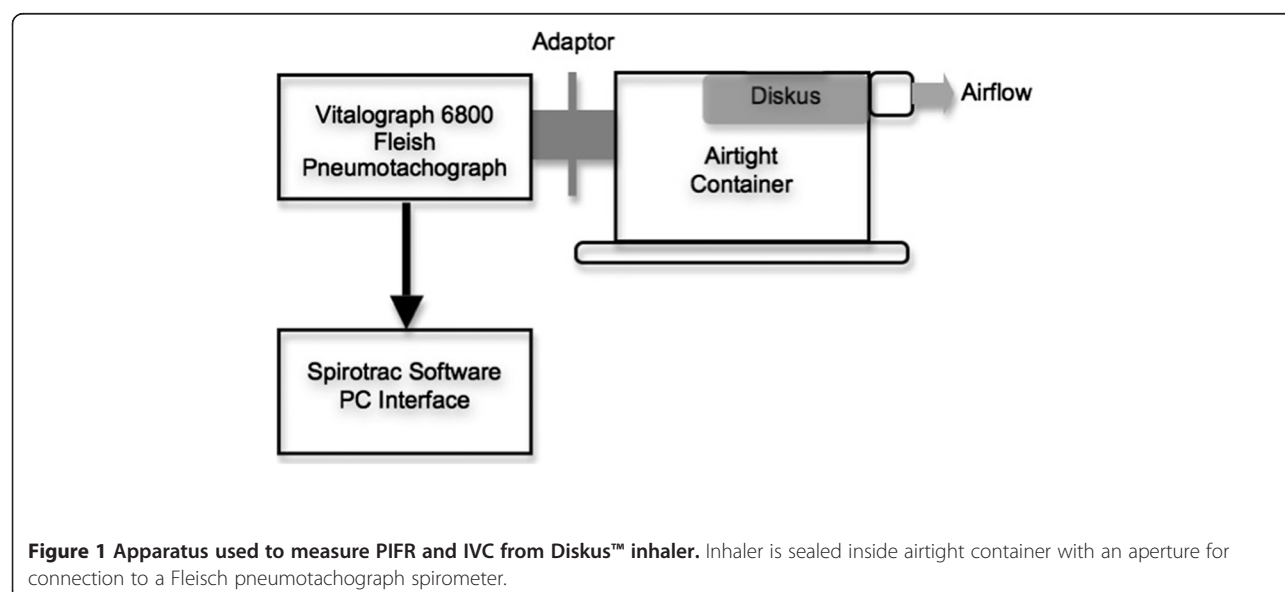 Adaptor
Vitalograph 6800
Fleish
Pneumotachograph
Diskus
Airflow
Airtight
Container
Spirotrac Software
PC Interface
Figure 1 Apparatus used to measure PIFR and IVC from Diskus™ inhaler. Inhaler is sealed inside airtight container with an aperture for
connection to a Fleisch pneumotachograph spirometer.